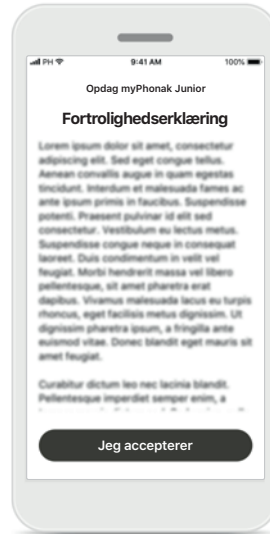 PH
9:41 AM
100%
Opdag myPhonak Junior
Fortrolighedserklæring
Lorem ipsum dolor sit amet, consectetur
adipiscing elit. Sed eget congue tellus.
Aenean convallis augue in quam egestas
tincidunt. Interdum et malesuada fames ac
ante ipsum primis in faucibus. Suspendisse
potenti. Praesent pulvinar id elit sed
consectetur. Vestibulum eu lectus metus.
Suspendisse congue neque in consequat
laoreet. Duis condimentum in velit vel
feugiat. Morbi hendrerit massa vel libero
pellentesque, sit amet pharetra erat
dapibus. Vivamus malesuada lacus eu turpis
rhoncus, eget facilisis metus dignissim. Ut
dignissim pharetra ipsum, a fringilla ante
euismod vitae. Donec blandit eget mauris sit
amet feugiat.
Curabitur dictum leo nec lacinia blandit.
Pellentesque imperdiet semper enim, a
Jeg accepterer